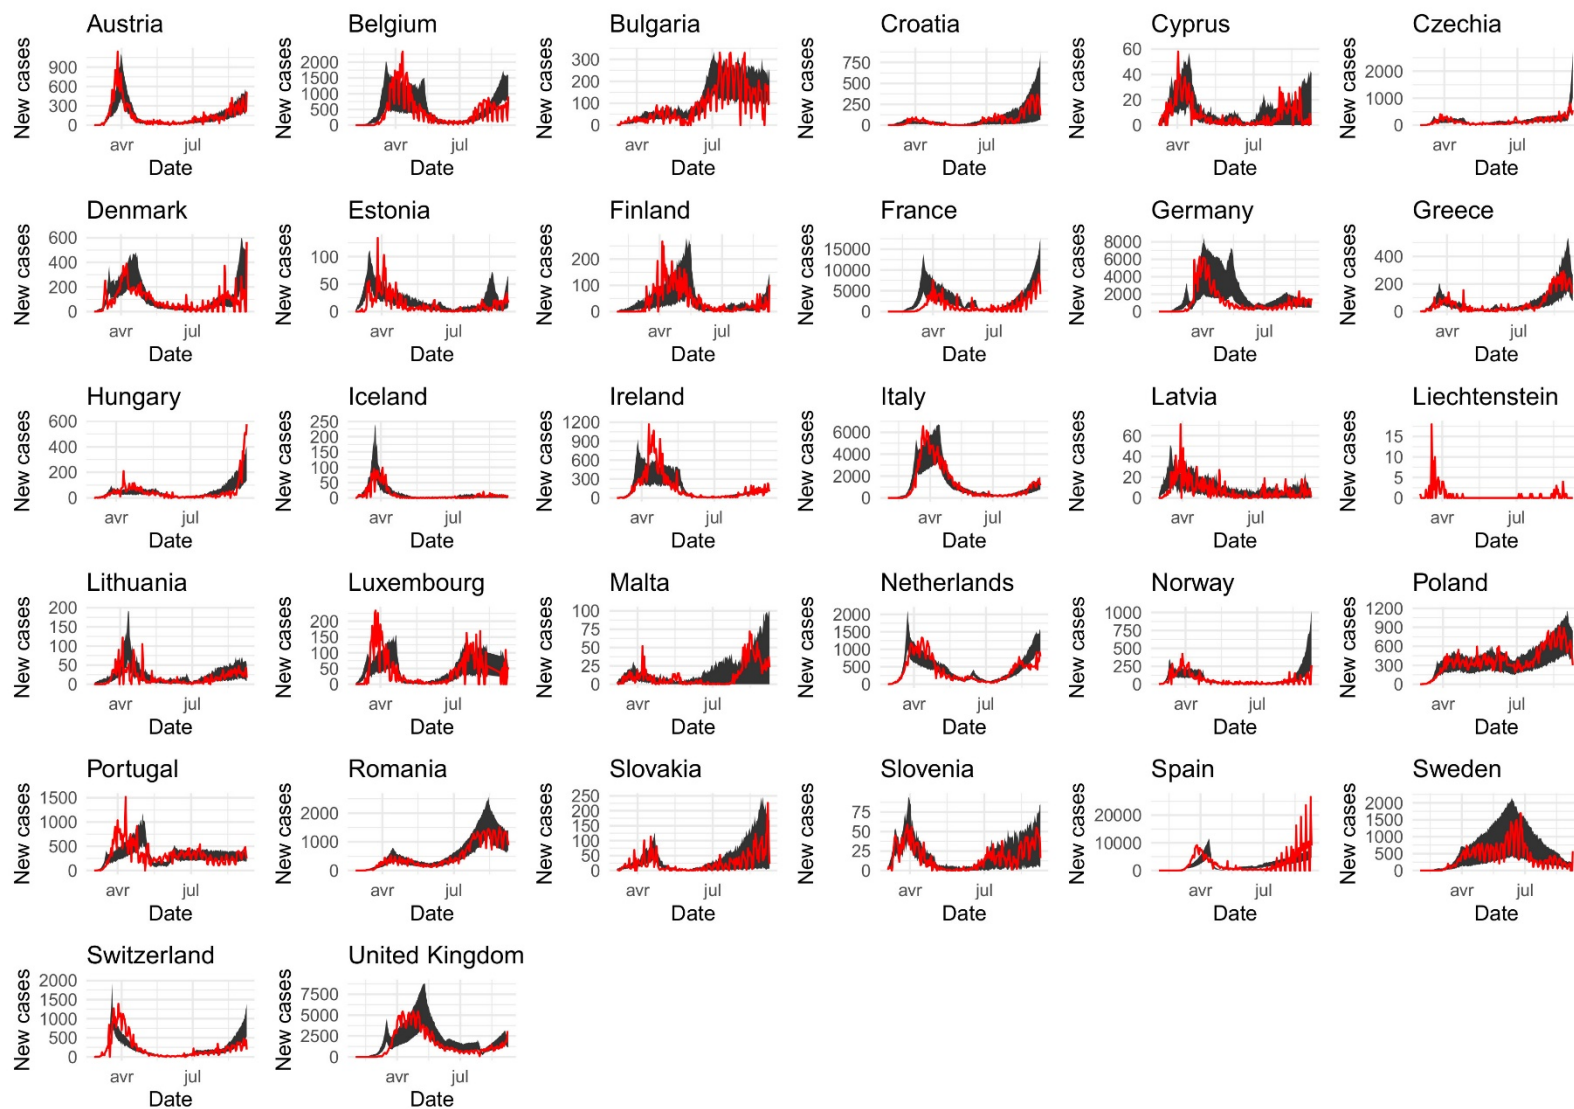 Austria
New cases
900
600
300
0
avr
jul
Date
Belgium
New cases
2000
1500
1000
500
0
avr
jul
Date
Bulgaria
New cases
300
200
100
0
avr
jul
Date
Croatia
New cases
750
500
250
0
avr
jul
Date
Cyprus
New cases
60
40
20
0
avr
jul
Date
Czechia
New cases
2000
1000
0
avr
jul
Date
Denmark
New cases
600
400
200
0
avr
jul
Date
Estonia
New cases
100
50
0
avr
jul
Date
Finland
New cases
200
100
0
avr
jul
Date
France
New cases
15000
10000
5000
0
avr
jul
Date
Germany
New cases
8000
6000
4000
2000
0
avr
jul
Date
Greece
New cases
400
200
0
avr
jul
Date
Hungary
New cases
600
400
200
0
avr
jul
Date
Iceland
New cases
250
200
150
100
50
0
avr
jul
Date
Ireland
New cases
1200
900
600
300
0
avr
jul
Date
Italy
New cases
6000
4000
2000
0
avr
jul
Date
Latvia
New cases
60
40
20
0
avr
jul
Date
Liechtenstein
New cases
15
10
5
0
avr
jul
Date
Lithuania
New cases
200
150
100
50
0
avr
jul
Date
Luxembourg
New cases
200
150
100
50
0
avr
jul
Date
Malta
New cases
100
75
50
25
0
avr
jul
Date
Netherlands
New cases
2000
1500
1000
500
0
avr
jul
Date
Norway
New cases
1000
750
500
250
0
avr
jul
Date
Poland
New cases
1200
900
600
300
0
avr
jul
Date
Portugal
New cases
1500
1000
500
0
avr
jul
Date
Romania
New cases
2000
1000
0
avr
jul
Date
Slovakia
New cases
250
200
150
100
50
0
avr
jul
Date
Slovenia
New cases
75
50
25
0
avr
jul
Date
Spain
New cases
20000
10000
0
avr
jul
Date
Sweden
New cases
2000
1500
1000
500
0
avr
jul
Date
Switzerland
New cases
2000
1500
1000
500
0
avr
jul
Date
United Kingdom
New cases
7500
5000
2500
0
avr
jul
Date